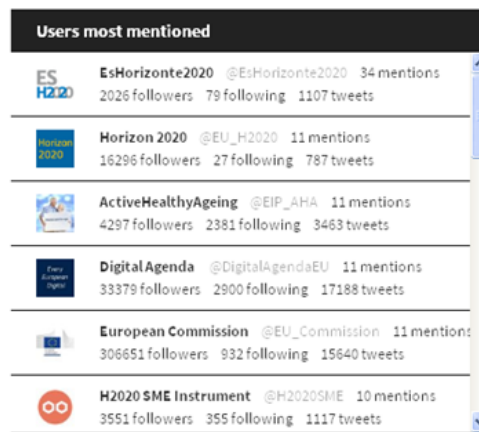 Users most mentioned
ES
H2020
EsHorizonte2020 @EsHorizonte2020 34 mentions
2026 followers 79 following 1107 tweets
Horizon
2020
Horizon 2020 @EU_H2020 11 mentions
16296 followers 27 following 787 tweets
ActiveHealthyAgeing @EIP_AHA 11 mentions
4297 followers 2381 following 3463 tweets
Every
European
Digital
Digital Agenda @DigitalAgendaEU 11 mentions
33379 followers 2900 following 17188 tweets
European Commission @EU_Commission 11 mentions
306651 followers 932 following 15640 tweets
H2020 SME Instrument @H2020SME 10 mentions
3551 followers 355 following 1117 tweets